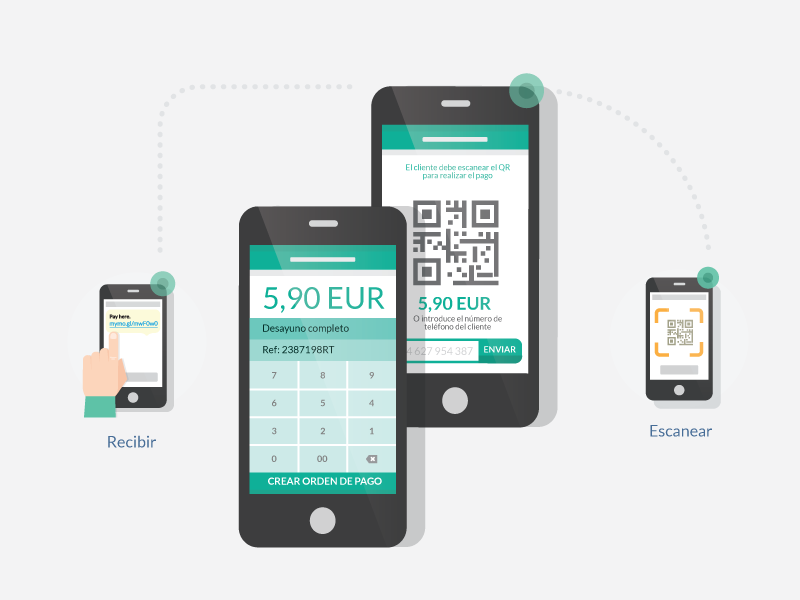 El cliente debe escanear el QR
para realizar el pago
5,90 EUR
O introduce el número de
teléfono del cliente
4 627 954 387
ENVIAR
5,90 EUR
Desayuno completo
Ref: 2387198RT
7 8 9
6 5 4
3 2 1
0 00
CREAR ORDEN DE PAGO
Pay here.
mymo.gl/mwF0w0
Recibir
Escanear